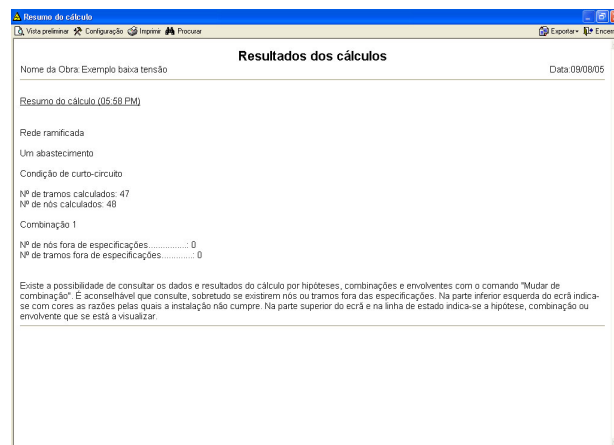 Resumo do cálculo
Vista preliminar Configuração Imprimir Procurar Exportar Encerrar
Resultados dos cálculos
Nome da Obra: Exemplo baixa tensão Data:09/08/05
Resumo do cálculo (05:58 PM)
Rede ramificada
Um abastecimento
Condição de curto-circuito
Nº de tramos calculados: 47
Nº de nós calculados: 48
Combinação 1
Nº de nós fora de especificações...............: 0
Nº de tramos fora de especificações............: 0
Existe a possibilidade de consultar os dados e resultados do cálculo por hipóteses, combinações e envolventes com o comando "Mudar de
combinação". É aconselhável que consulte, sobretudo se existirem nós ou tramos fora das especificações. Na parte inferior esquerda do ecrã indica-
se com cores as razões pelas quais a instalação não cumpre. Na parte superior do ecrã e na linha de estado indica-se a hipótese, combinação ou
envolvente que se está a visualizar.